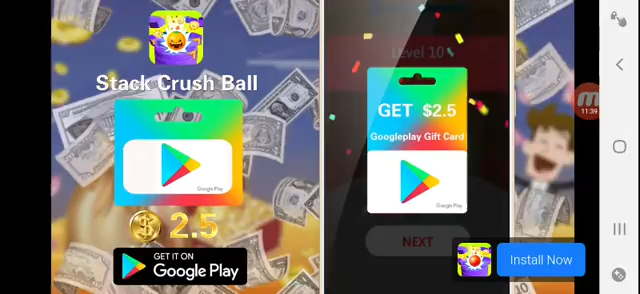 Stack Crush Ball
Google Play
2.5
GET IT ON
Google Play
Level 10
GET $2.5
Googleplay Gift Card
Google Play
NEXT
Install Now
11:39